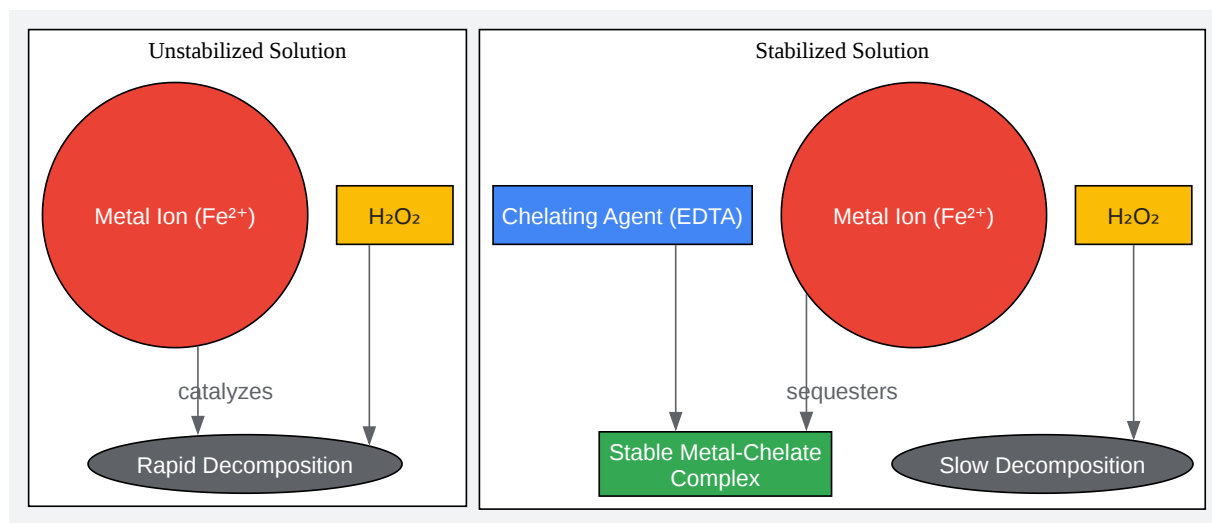 Unstabilized Solution
Metal Ion (Fe²⁺)
H₂O₂
catalyzes
Rapid Decomposition
Stabilized Solution
Chelating Agent (EDTA)
Metal Ion (Fe²⁺)
H₂O₂
sequesters
Stable Metal-Chelate
Complex
Slow Decomposition